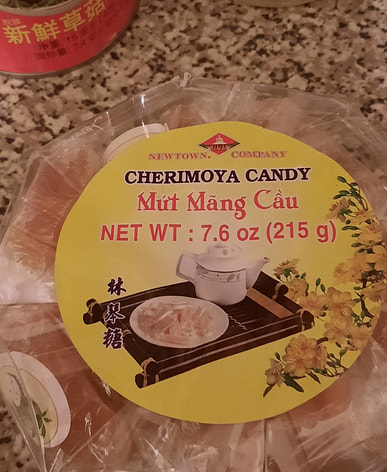 新鮮草菇
NEWTOWN. COMPANY
CHERIMOYA CANDY
Mứt Mãng Cầu
NET WT : 7.6 oz (215 g)
林琴糖